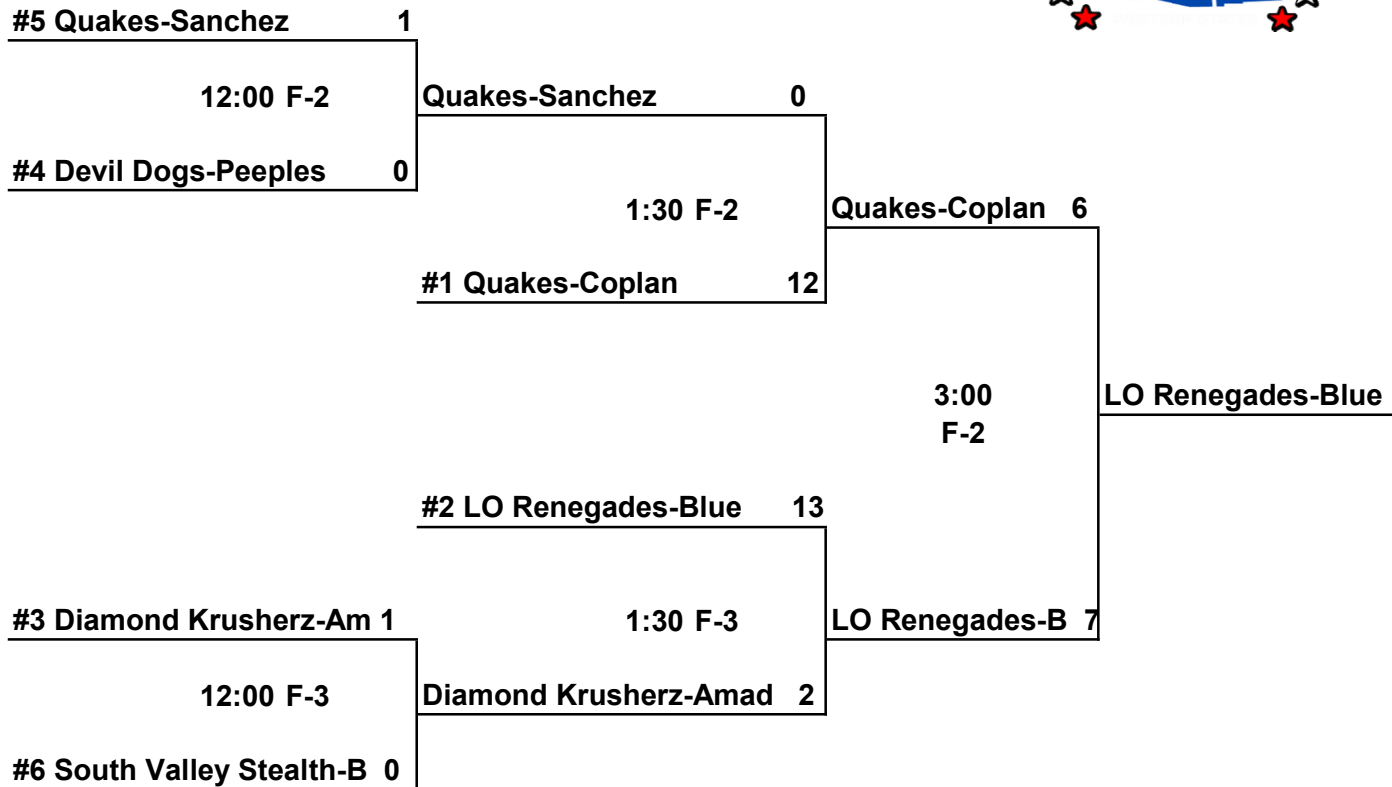 #5 Quakes-Sanchez 1
12:00 F-2
Quakes-Sanchez 0
#4 Devil Dogs-Peeples 0
1:30 F-2
Quakes-Coplan 6
#1 Quakes-Coplan 12
3:00
F-2
LO Renegades-Blue
#2 LO Renegades-Blue 13
#3 Diamond Krusherz-Am 1
1:30 F-3
LO Renegades-B 7
12:00 F-3
Diamond Krusherz-Amad 2
#6 South Valley Stealth-B 0